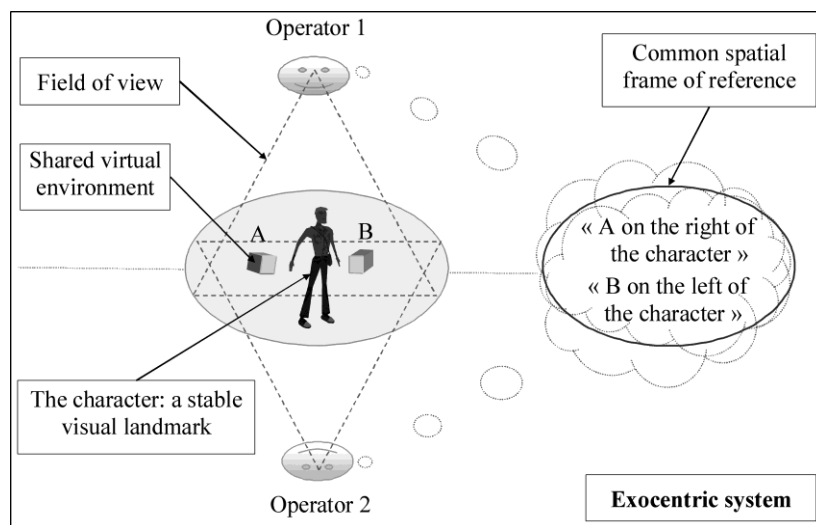 Operator 1
Field of view
Common spatial
frame of reference
Shared virtual
environment
A
B
« A on the right of
the character »
« B on the left of
the character »
The character: a stable
visual landmark
Operator 2
Exocentric system